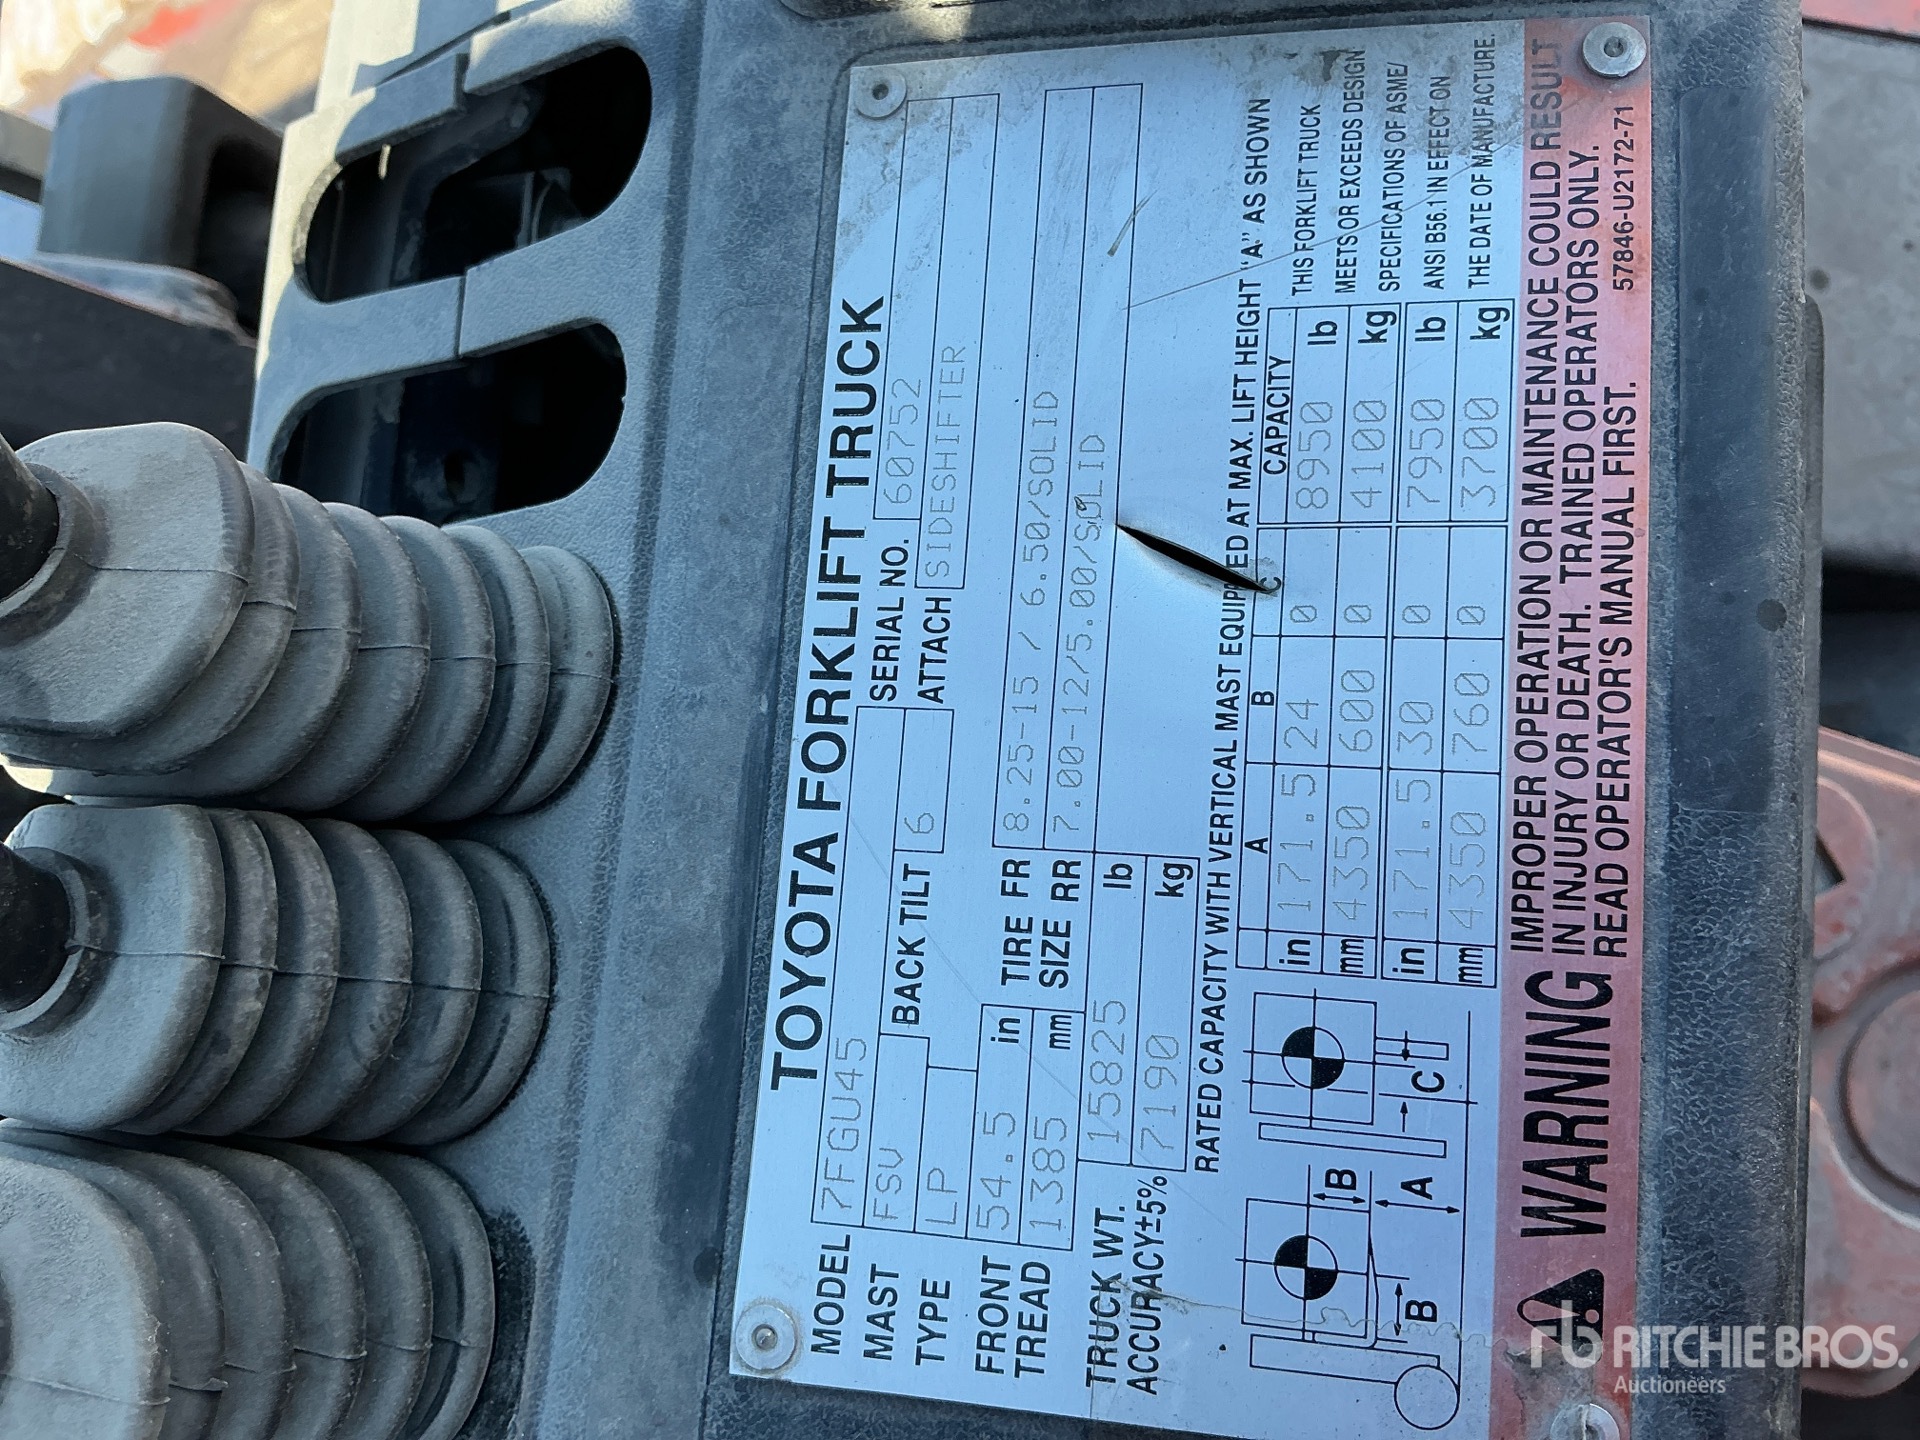 TOYOTA FORKLIFT TRUCK
MODEL 7FGU45 SERIAL NO. 60752
MAST FSV BACK TILT 6 ATTACH SIDESHIFTER
TYPE LP
FRONT TREAD 54.5 in TIRE SIZE FR 8.25-15 / 6.50/SOLID
1385 mm RR 7.00-12/5.00/SOLID
TRUCK WT. 15825 lb
ACCURACY±5% 7190 kg
RATED CAPACITY WITH VERTICAL MAST EQUIPPED AT MAX. LIFT HEIGHT "A" AS SHOWN
A B C CAPACITY
in 171.5 24 0 8950 lb
mm 4350 600 0 4100 kg
in 171.5 30 0 7950 lb
mm 4350 760 0 3700 kg
THIS FORKLIFT TRUCK
MEETS OR EXCEEDS DESIGN
SPECIFICATIONS OF ASME/
ANSI B56.1 IN EFFECT ON
THE DATE OF MANUFACTURE.
B A B C
WARNING
IMPROPER OPERATION OR MAINTENANCE COULD RESULT
IN INJURY OR DEATH. TRAINED OPERATORS ONLY.
READ OPERATOR'S MANUAL FIRST.
57846-U2172-71
rb RITCHIE BROS.
Auctioneers